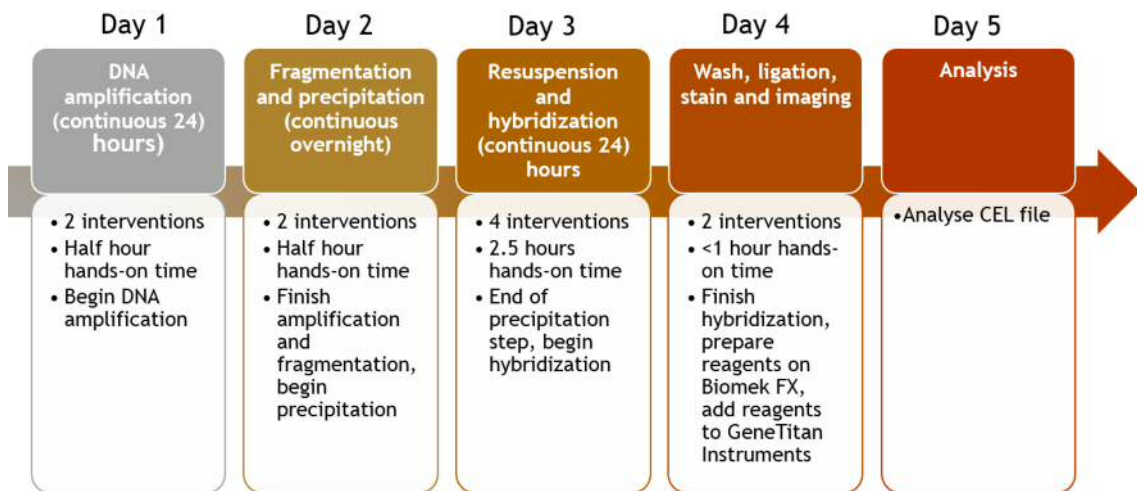 Day 1
Day 2
Day 3
Day 4
Day 5
DNA
amplification
(continuous 24)
hours)
Fragmentation
and precipitation
(continuous
overnight)
Resuspension
and
hybridization
(continuous 24)
hours
Wash, ligation,
stain and imaging
Analysis
• 2 interventions
• Half hour
hands-on time
• Begin DNA
amplification
• 2 interventions
• Half hour
hands-on time
• Finish
amplification
and
fragmentation,
begin
precipitation
• 4 interventions
• 2.5 hours
hands-on time
• End of
precipitation
step, begin
hybridization
• 2 interventions
• <1 hour hands-
on time
• Finish
hybridization,
prepare
reagents on
Biomek FX,
add reagents
to GeneTitan
Instruments
•Analyse CEL file